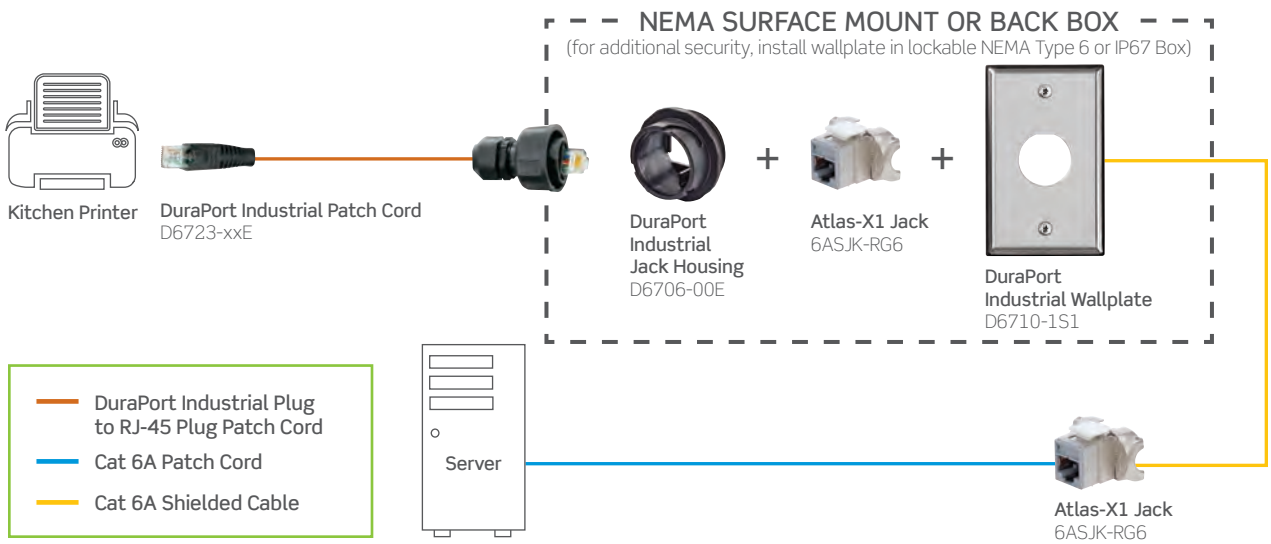 NEMA SURFACE MOUNT OR BACK BOX
(for additional security, install wallplate in lockable NEMA Type 6 or IP67 Box)
Kitchen Printer
DuraPort Industrial Patch Cord
D6723-xxE
DuraPort
Industrial
Jack Housing
D6706-00E
+
Atlas-X1 Jack
6ASJK-RG6
+
DuraPort
Industrial Wallplate
D6710-1S1
DuraPort Industrial Plug
to RJ-45 Plug Patch Cord
Cat 6A Patch Cord
Cat 6A Shielded Cable
Server
Atlas-X1 Jack
6ASJK-RG6